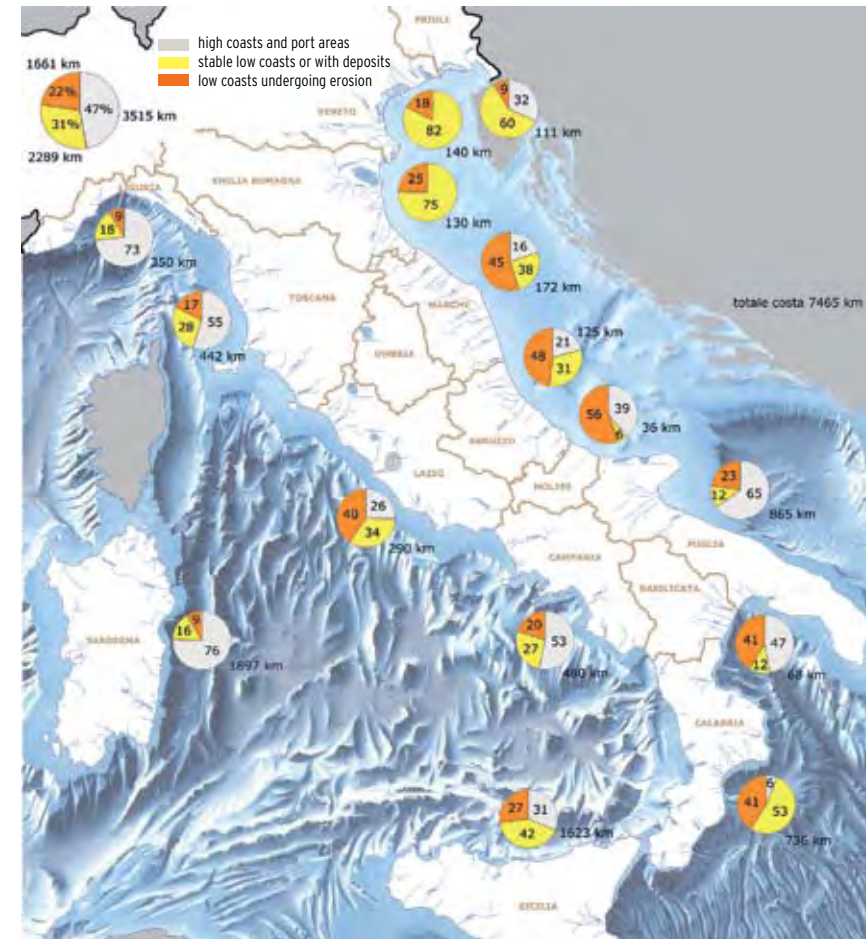 FRIULI
high coasts and port areas
stable low coasts or with deposits
low coasts undergoing erosion
1661 km
22%
47%
31%
3515 km
2289 km
VENETO
18
82
140 km
9
32
60
111 km
EMILIA ROMAGNA
25
75
130 km
LIGURIA
9
18
73
350 km
16
45
38
172 km
TOSCANA
MARCHE
totale costa 7465 km
17
55
28
442 km
UMBRIA
125 km
21
48
31
56
39
6
36 km
ABRUZZO
LAZIO
MOLISE
23
12
65
865 km
40
26
34
290 km
PUGLIA
CAMPANIA
BASILICATA
SARDEGNA
9
16
76
1897 km
20
53
27
480 km
41
47
12
68 km
CALABRIA
6
41
53
736 km
27
31
42
1623 km
SICILIA